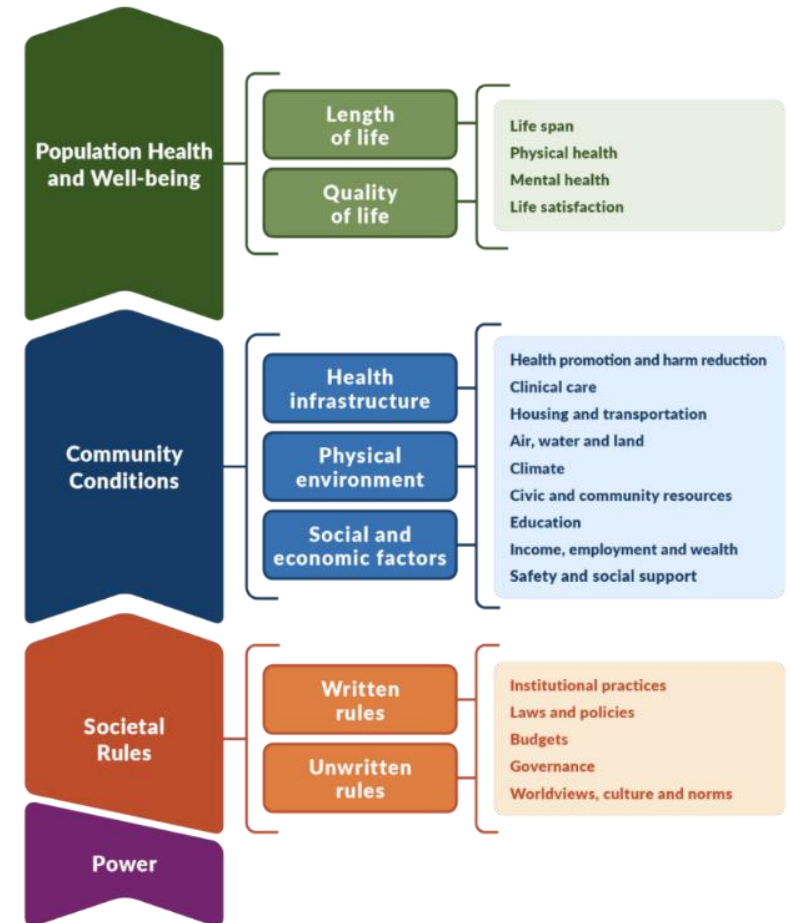 Population Health
and Well-being
Length
of life
Quality
of life
Life span
Physical health
Mental health
Life satisfaction
Community
Conditions
Health
infrastructure
Physical
environment
Social and
economic factors
Health promotion and harm reduction
Clinical care
Housing and transportation
Air, water and land
Climate
Civic and community resources
Education
Income, employment and wealth
Safety and social support
Societal
Rules
Written
rules
Unwritten
rules
Institutional practices
Laws and policies
Budgets
Governance
Worldviews, culture and norms
Power